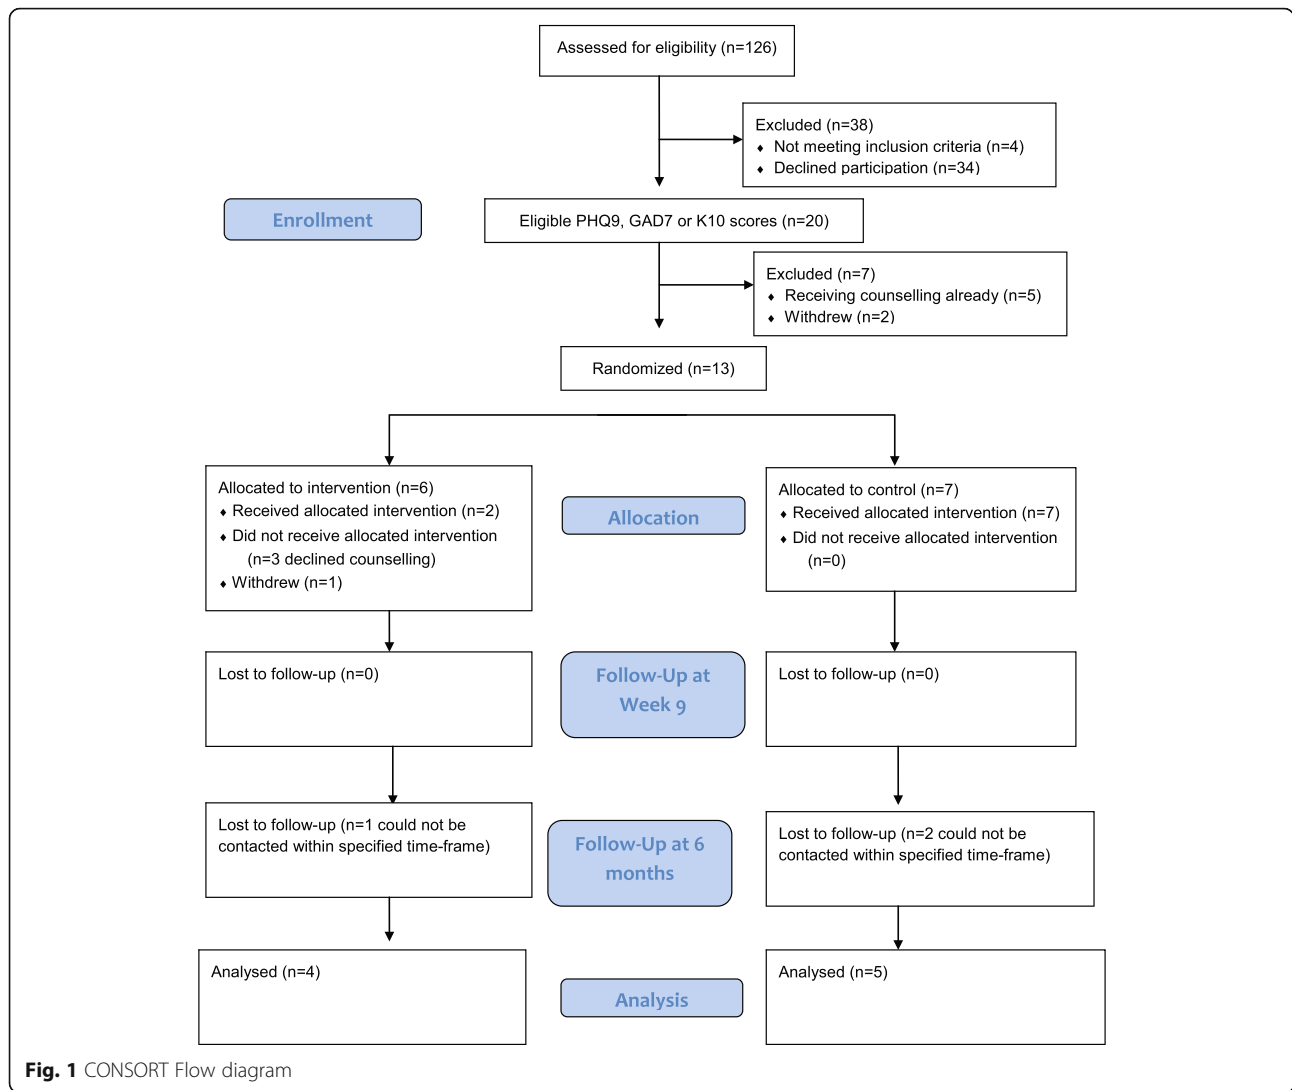 Assessed for eligibility (n=126)
Excluded (n=38)
♦ Not meeting inclusion criteria (n=4)
♦ Declined participation (n=34)
Enrollment
Eligible PHQ9, GAD7 or K10 scores (n=20)
Excluded (n=7)
♦ Receiving counselling already (n=5)
♦ Withdrew (n=2)
Randomized (n=13)
Allocated to intervention (n=6)
♦ Received allocated intervention (n=2)
♦ Did not receive allocated intervention
(n=3 declined counselling)
♦ Withdrew (n=1)
Allocation
Allocated to control (n=7)
♦ Received allocated intervention (n=7)
♦ Did not receive allocated intervention
(n=0)
Lost to follow-up (n=0)
Follow-Up at
Week 9
Lost to follow-up (n=0)
Lost to follow-up (n=1 could not be
contacted within specified time-frame)
Follow-Up at 6
months
Lost to follow-up (n=2 could not be
contacted within specified time-frame)
Analysed (n=4)
Analysis
Analysed (n=5)
Fig. 1 CONSORT Flow diagram